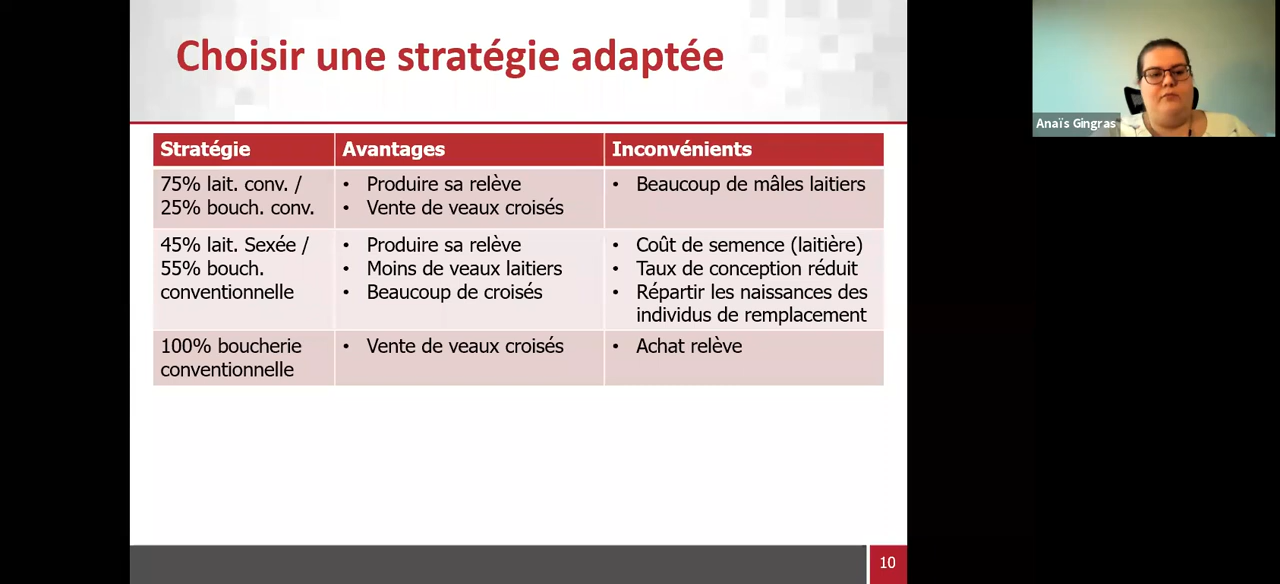 Choisir une stratégie adaptée
Anaïs Gingras
Stratégie
Avantages
Inconvénients
75% lait. conv. /
25% bouch. conv.
• Produire sa relève
• Vente de veaux croisés
• Beaucoup de mâles laitiers
45% lait. Sexée /
55% bouch.
conventionnelle
• Produire sa relève
• Moins de veaux laitiers
• Beaucoup de croisés
• Coût de semence (laitière)
• Taux de conception réduit
• Répartir les naissances des
individus de remplacement
100% boucherie
conventionnelle
• Vente de veaux croisés
• Achat relève
10